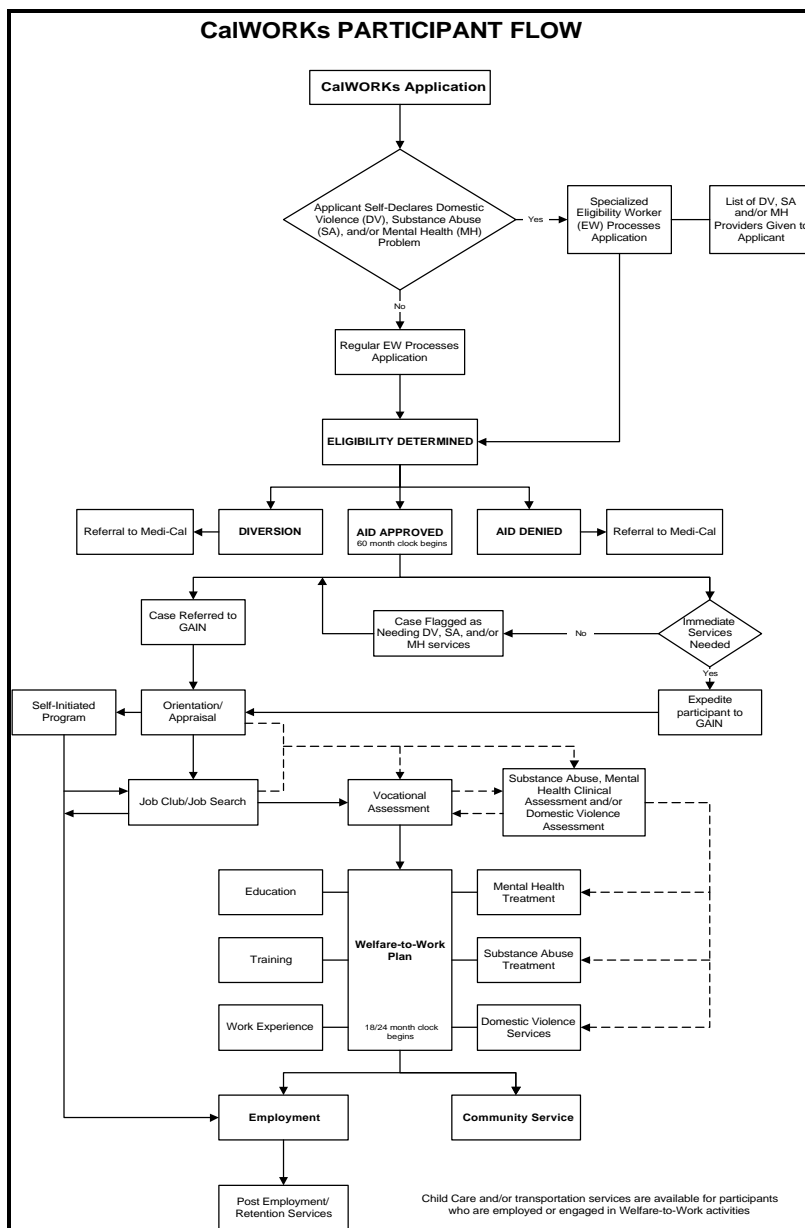 CalWORKs PARTICIPANT FLOW
CalWORKs Application
Applicant Self-Declares Domestic
Violence (DV), Substance Abuse
(SA), and/or Mental Health (MH)
Problem
Yes
Specialized
Eligibility Worker
(EW) Processes
Application
List of DV, SA
and/or MH
Providers Given to
Applicant
No
Regular EW Processes
Application
ELIGIBILITY DETERMINED
Referral to Medi-Cal
DIVERSION
AID APPROVED
60 month clock begins
AID DENIED
Referral to Medi-Cal
Case Referred to
GAIN
Case Flagged as
Needing DV, SA, and/or
MH services
No
Immediate
Services
Needed
Yes
Self-Initiated
Program
Orientation/
Appraisal
Expedite
participant to
GAIN
Job Club/Job Search
Vocational
Assessment
Substance Abuse, Mental
Health Clinical
Assessment and/or
Domestic Violence
Assessment
Education
Mental Health
Treatment
Welfare-to-Work
Plan
Training
Substance Abuse
Treatment
Work Experience
18/24 month clock
begins
Domestic Violence
Services
Employment
Community Service
Post Employment/
Retention Services
Child Care and/or transportation services are available for participants
who are employed or engaged in Welfare-to-Work activities